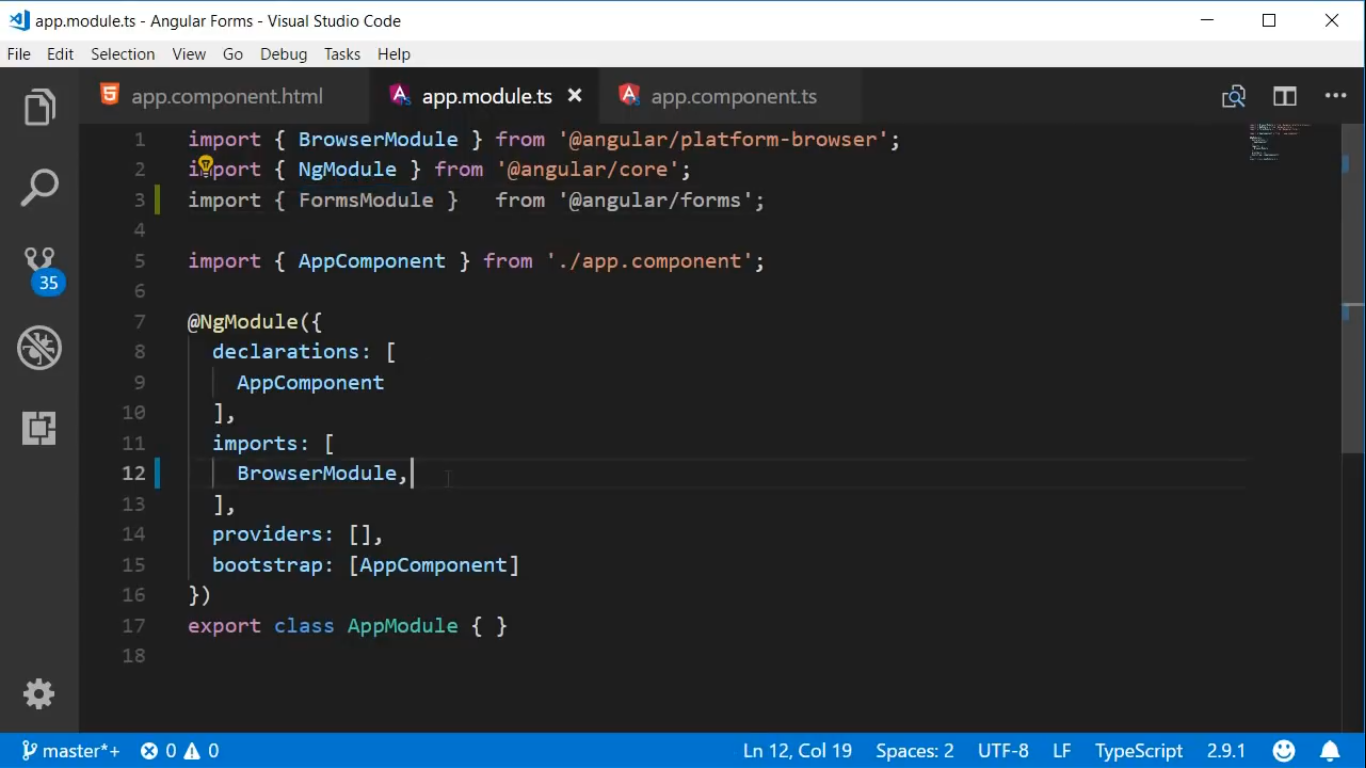 app.module.ts - Angular Forms - Visual Studio Code
File Edit Selection View Go Debug Tasks Help
app.component.html app.module.ts app.component.ts
1 import { BrowserModule } from '@angular/platform-browser';
2 import { NgModule } from '@angular/core';
3 import { FormsModule }   from '@angular/forms';
4
5 import { AppComponent } from './app.component';
6
7 @NgModule({
8   declarations: [
9     AppComponent
10   ],
11   imports: [
12     BrowserModule,
13   ],
14   providers: [],
15   bootstrap: [AppComponent]
16 })
17 export class AppModule { }
18
35
master*+ 0 0 Ln 12, Col 19 Spaces: 2 UTF-8 LF TypeScript 2.9.1